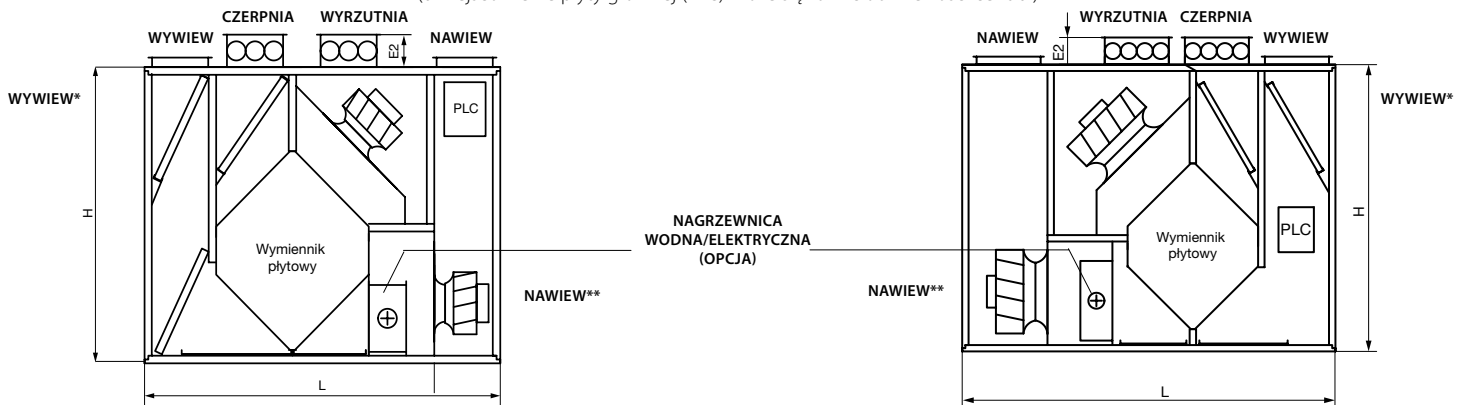 CZERPNIA
WYRZUTNIA
WYWIEW
NAWIEW
E2
WYWIEW*
PLC
H
Wymiennik
płytowy
NAWIEW**
L
NAGRZEWNICA
WODNA/ELEKTRYCZNA
(OPCJA)
WYRZUTNIA
CZERPNIA
NAWIEW
WYWIEW
E2
WYWIEW*
H
PLC
Wymiennik
płytowy
NAWIEW**
L